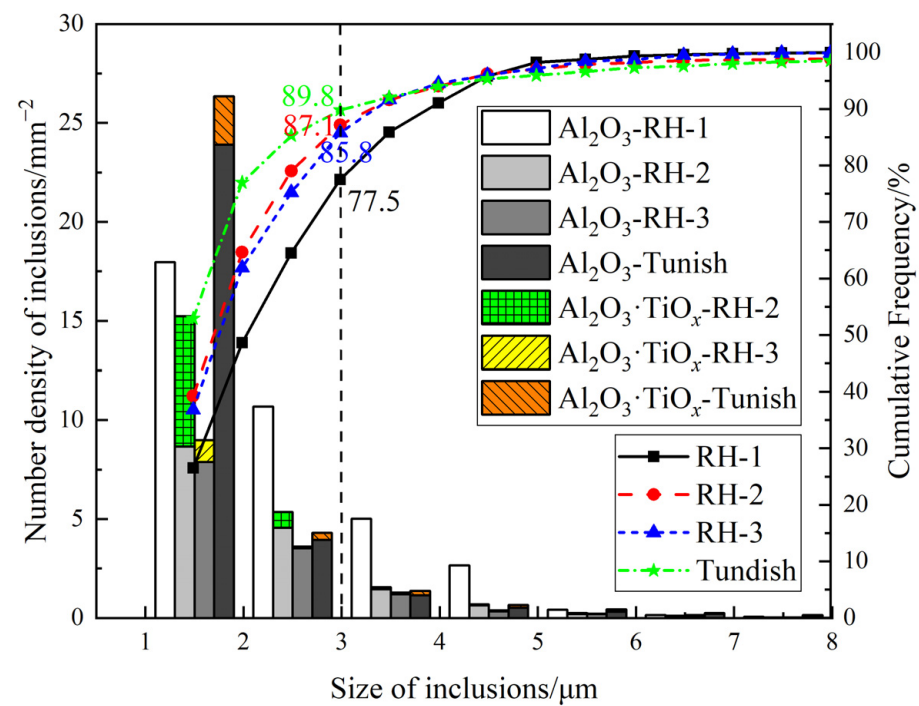 30
25
20
15
10
5
0
Number density of inclusions/mm⁻²
1 2 3 4 5 6 7 8
Size of inclusions/μm
100
90
80
70
60
50
40
30
20
10
0
Cumulative Frequency/%
89.8
87.1
85.8
77.5
Al₂O₃-RH-1
Al₂O₃-RH-2
Al₂O₃-RH-3
Al₂O₃-Tunish
Al₂O₃·TiOₓ-RH-2
Al₂O₃·TiOₓ-RH-3
Al₂O₃·TiOₓ-Tunish
RH-1
RH-2
RH-3
Tundish